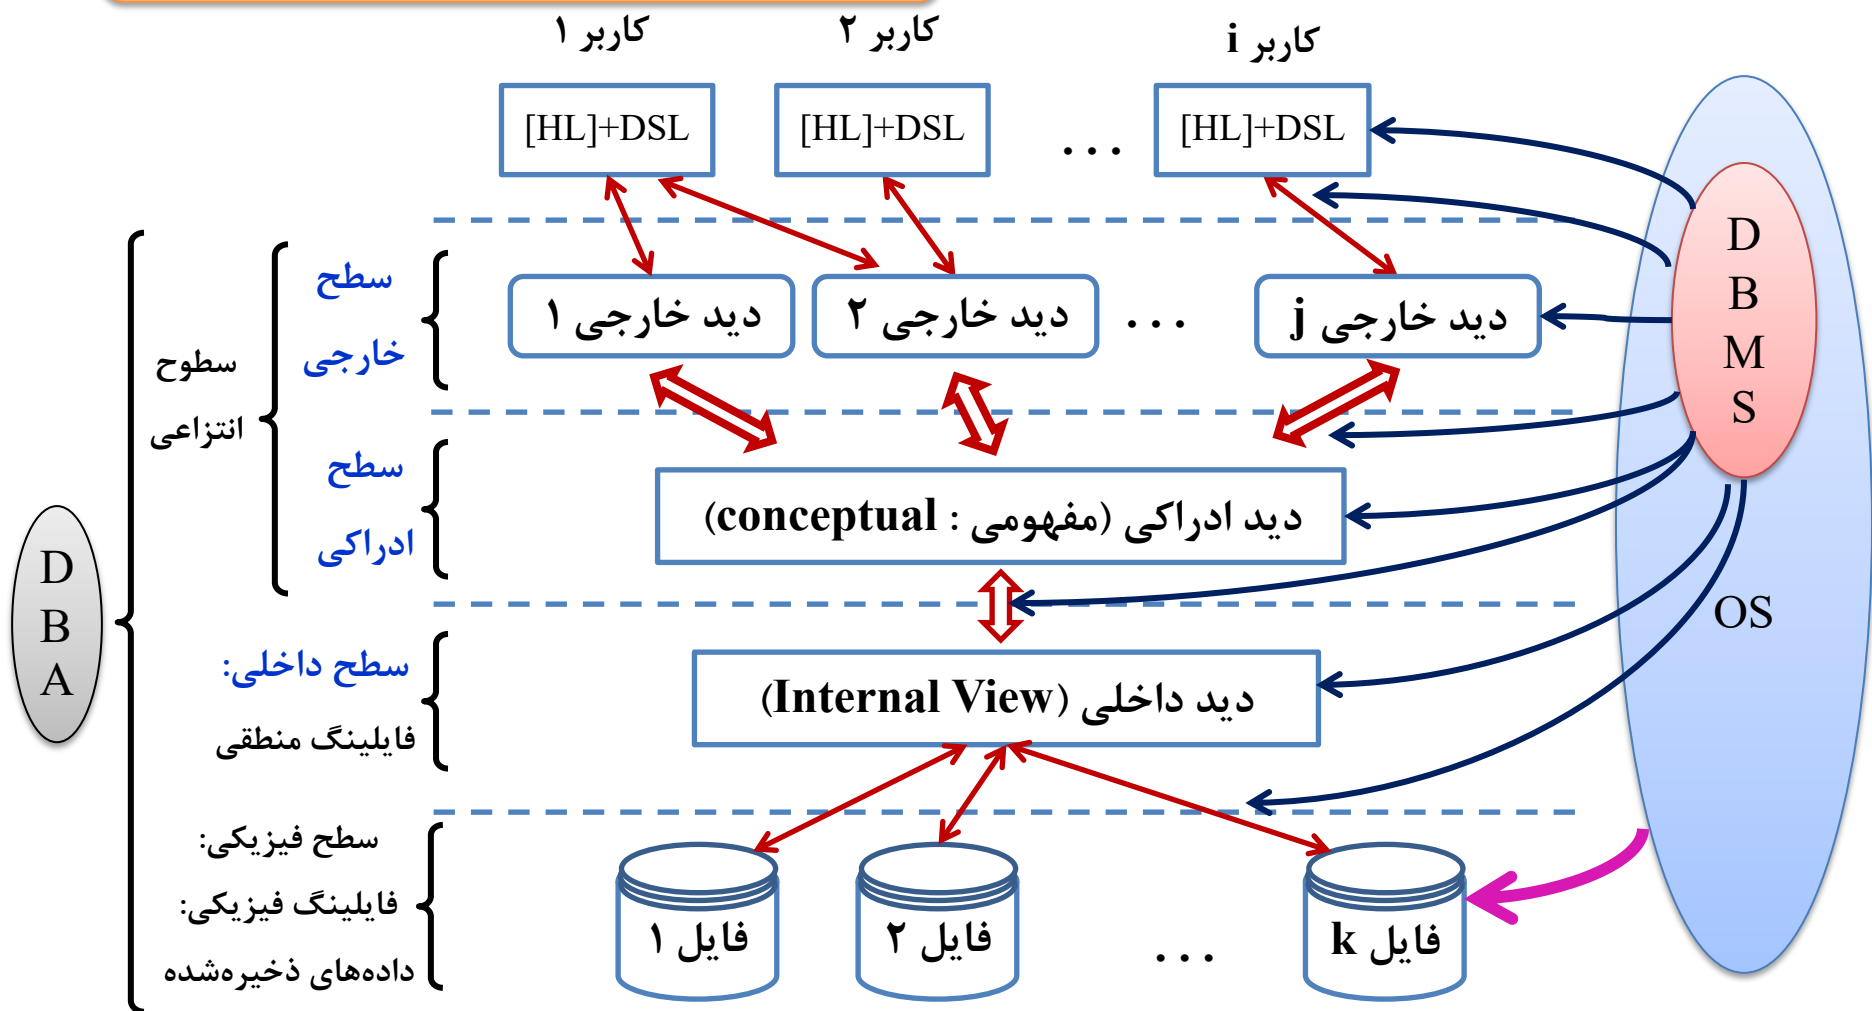 کاربر ۱
کاربر ۲
کاربر i
[HL]+DSL
[HL]+DSL
...
[HL]+DSL
سطح
خارجی
دید خارجی ۱
دید خارجی ۲
...
دید خارجی j
سطوح
انتزاعی
سطح
ادراکی
دید ادراکی (مفهومی : conceptual)
سطح داخلی:
فایلینگ منطقی
دید داخلی (Internal View)
سطح فیزیکی:
فایلینگ فیزیکی:
داده‌های ذخیره‌شده
فایل ۱
فایل ۲
...
فایل k
D
B
A
D
B
M
S
OS